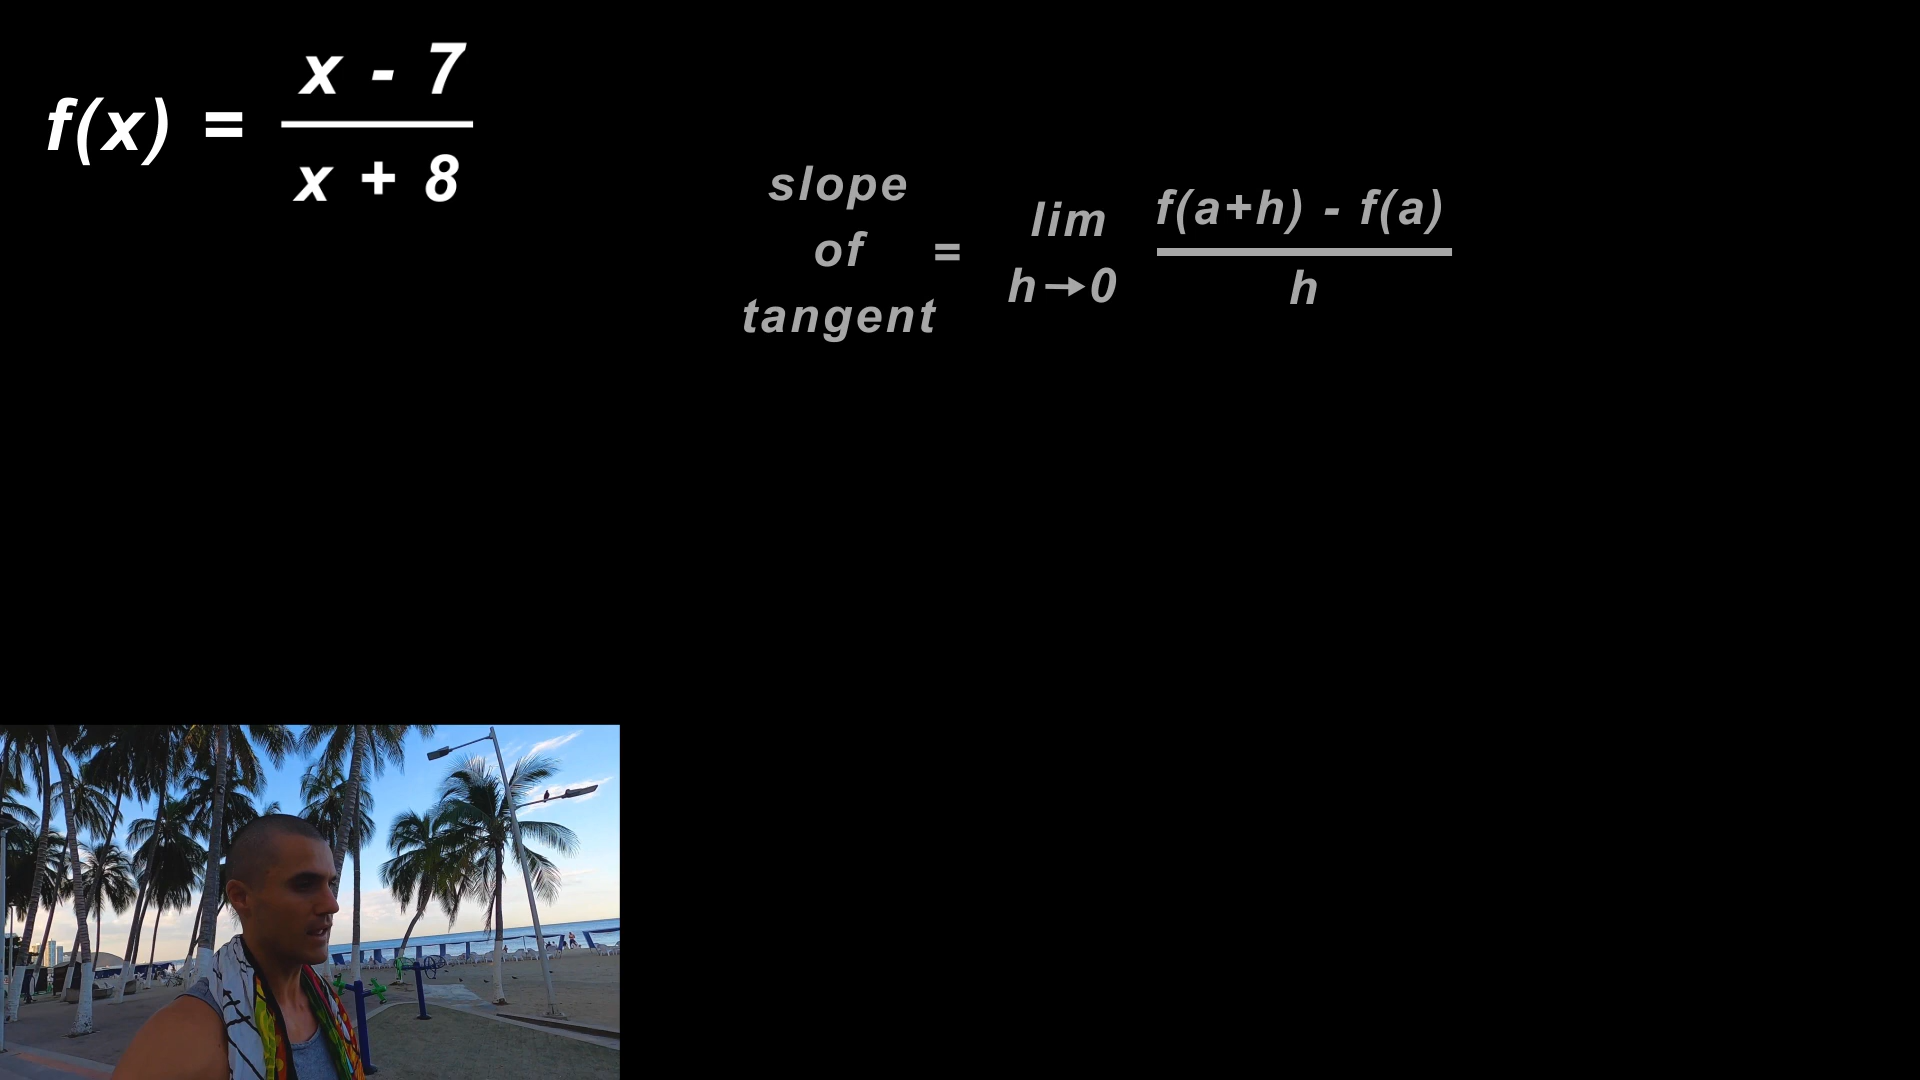 f(x) = x - 7
x + 8
slope
of
tangent
=
lim
h→0
f(a+h) - f(a)
h